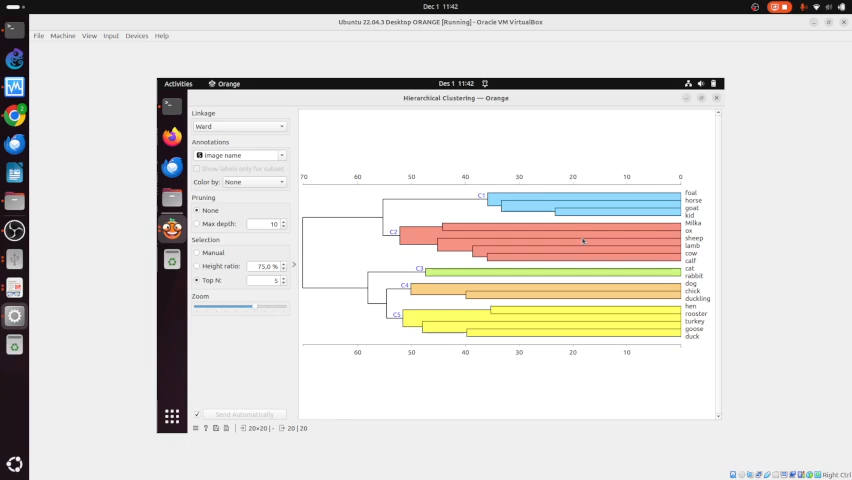 Dec 1 11:42
Ubuntu 22.04.3 Desktop ORANGE [Running] - Oracle VM VirtualBox
File Machine View Input Devices Help
Activities Orange Des 1 11:42
Hierarchical Clustering — Orange
Linkage
Ward
Annotations
S image name
Show labels only for subset
Color by: None
Pruning
None
Max depth: 10
Selection
Manual
Height ratio: 75,0 %
Top N: 5
Zoom
Send Automatically
20×20 | - 20 | 20
70 60 50 40 30 20 10 0
C1
C2
C3
C4
C5
foal
horse
goat
kid
Milka
ox
sheep
lamb
cow
calf
cat
rabbit
dog
chick
duckling
hen
rooster
turkey
goose
duck
60 50 40 30 20 10
Right Ctrl